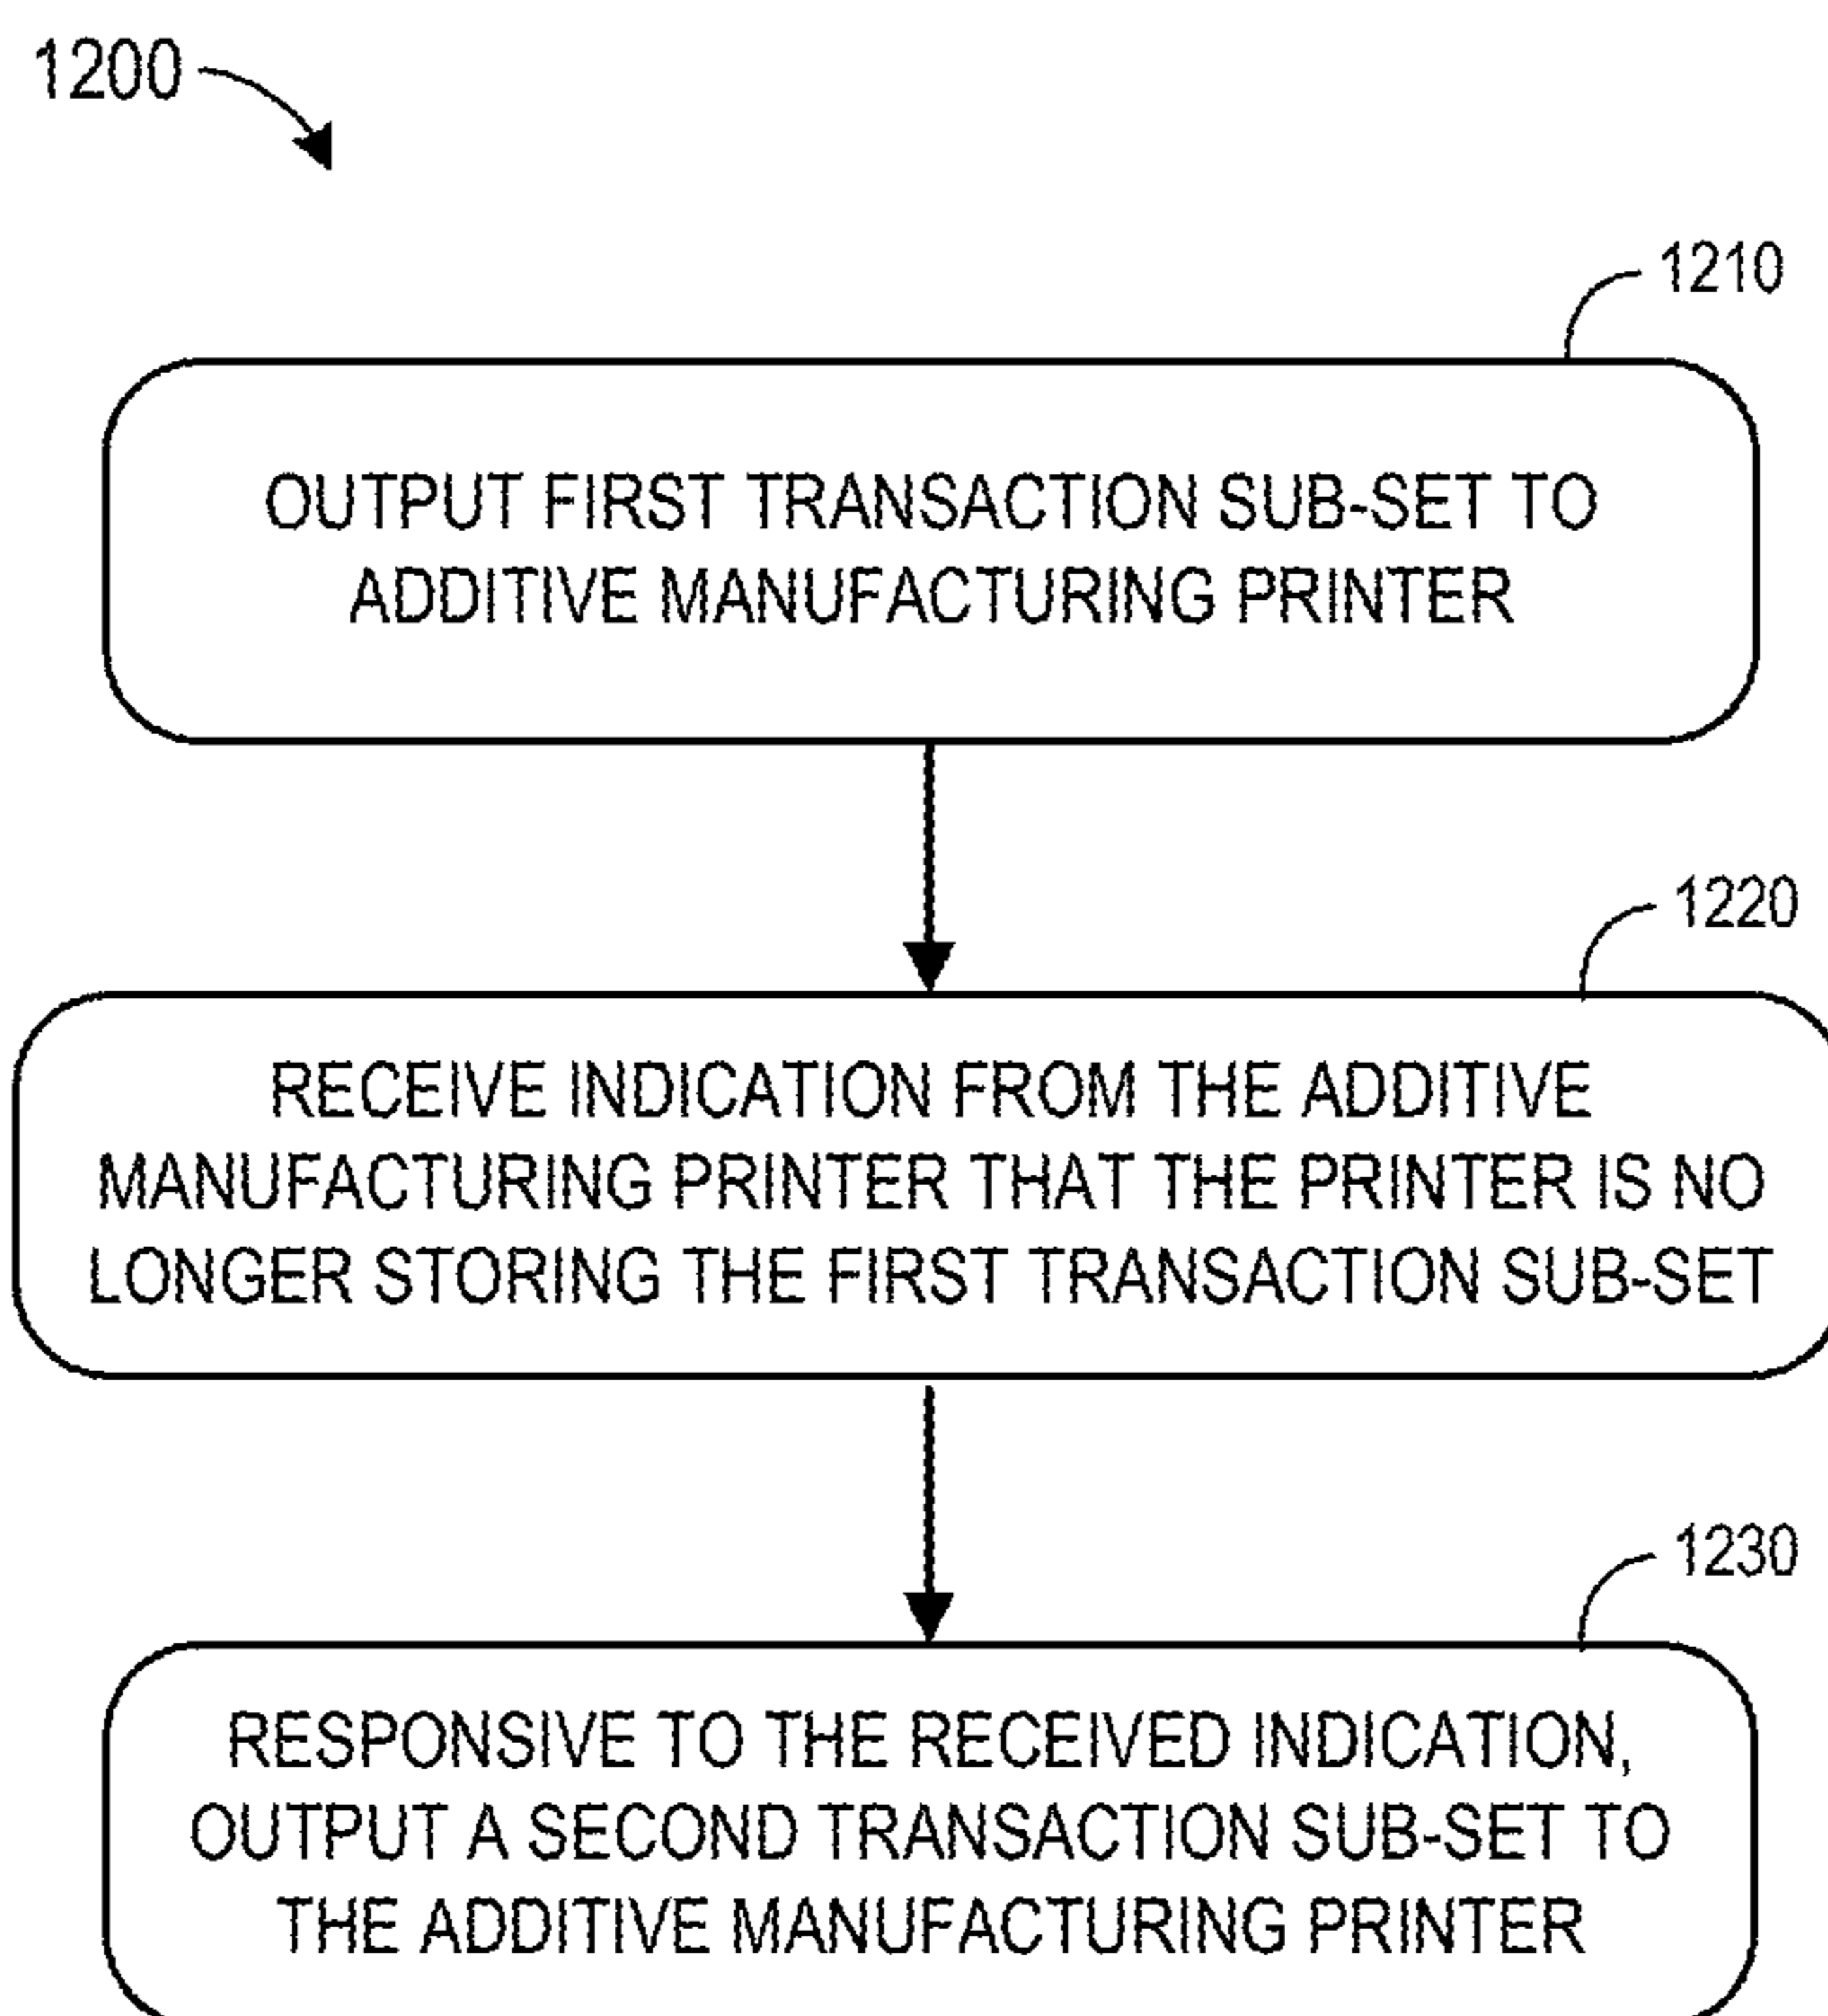 1200
1210
OUTPUT FIRST TRANSACTION SUB-SET TO
ADDITIVE MANUFACTURING PRINTER
1220
RECEIVE INDICATION FROM THE ADDITIVE
MANUFACTURING PRINTER THAT THE PRINTER IS NO
LONGER STORING THE FIRST TRANSACTION SUB-SET
1230
RESPONSIVE TO THE RECEIVED INDICATION,
OUTPUT A SECOND TRANSACTION SUB-SET TO
THE ADDITIVE MANUFACTURING PRINTER